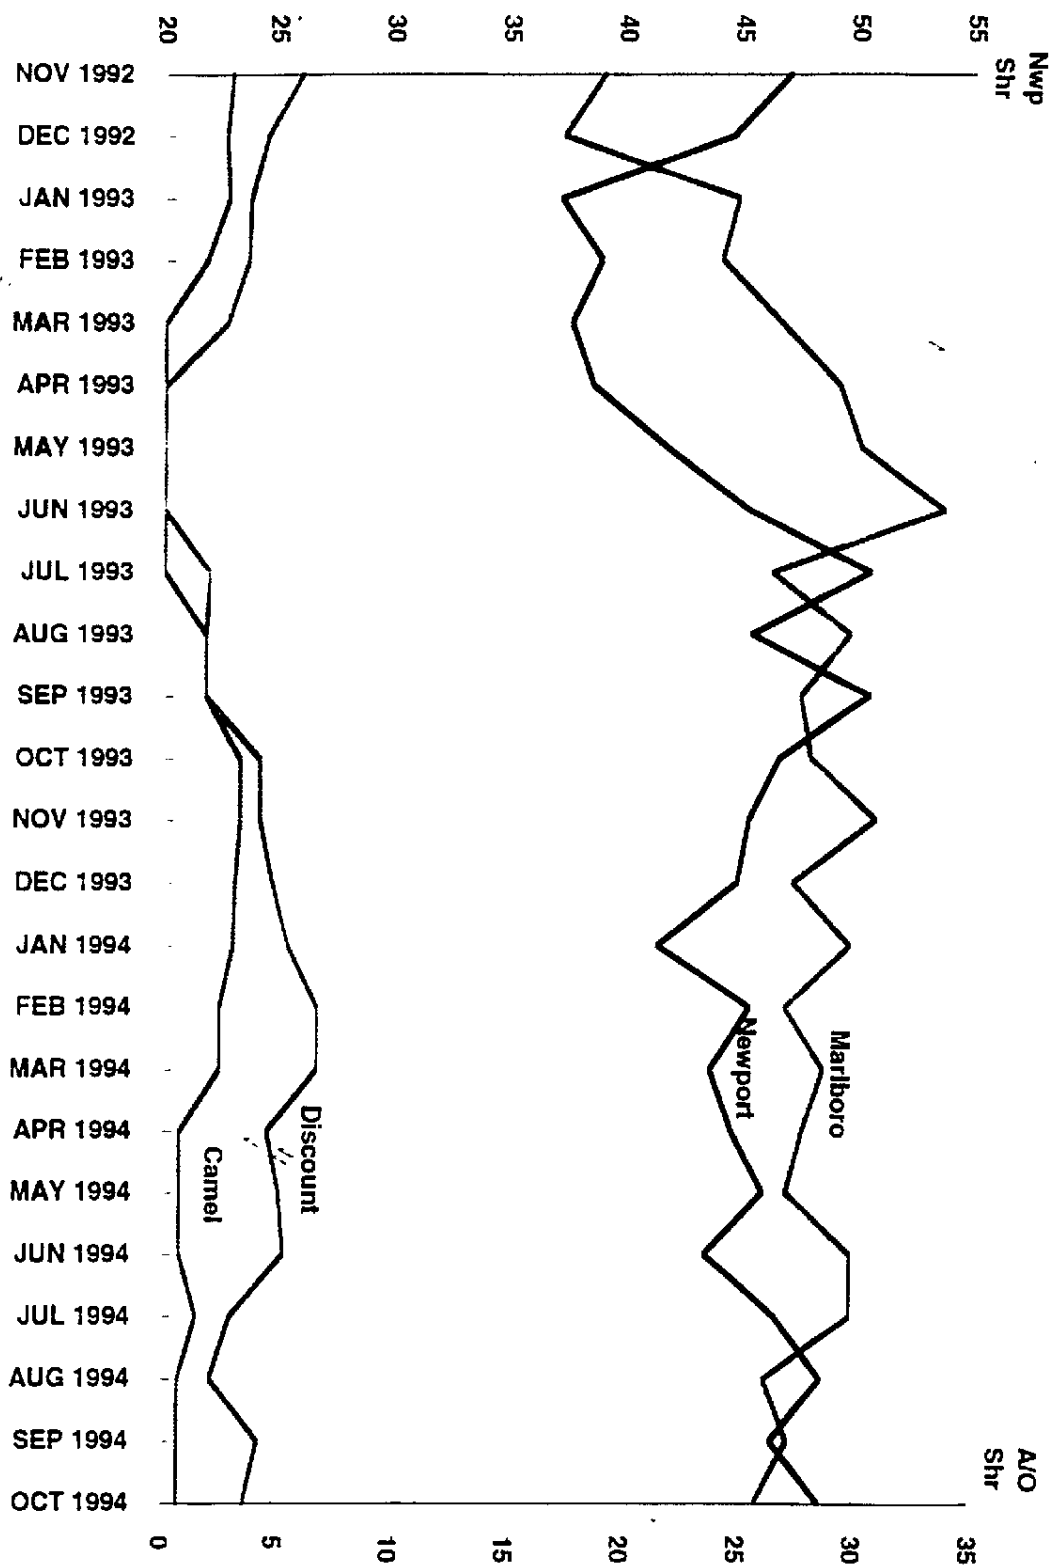 Nwp
Shr
20
25
30
35
40
45
50
55
NOV 1992
DEC 1992
JAN 1993
FEB 1993
MAR 1993
APR 1993
MAY 1993
JUN 1993
JUL 1993
AUG 1993
SEP 1993
OCT 1993
NOV 1993
DEC 1993
JAN 1994
FEB 1994
MAR 1994
APR 1994
MAY 1994
JUN 1994
JUL 1994
AUG 1994
SEP 1994
OCT 1994
Marlboro
Newport
Discount
Camel
A/O
Shr
0
5
10
15
20
25
30
35